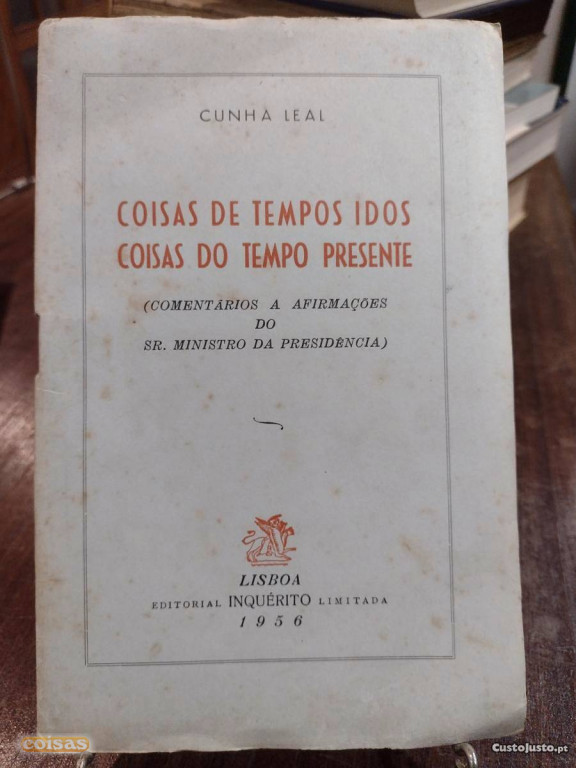 CUNHA LEAL
COISAS DE TEMPOS IDOS
COISAS DO TEMPO PRESENTE
(COMENTÁRIOS A AFIRMAÇÕES
DO
SR. MINISTRO DA PRESIDÊNCIA)
LISBOA
EDITORIAL INQUÉRITO LIMITADA
1956
coisas
CustoJusto.pt